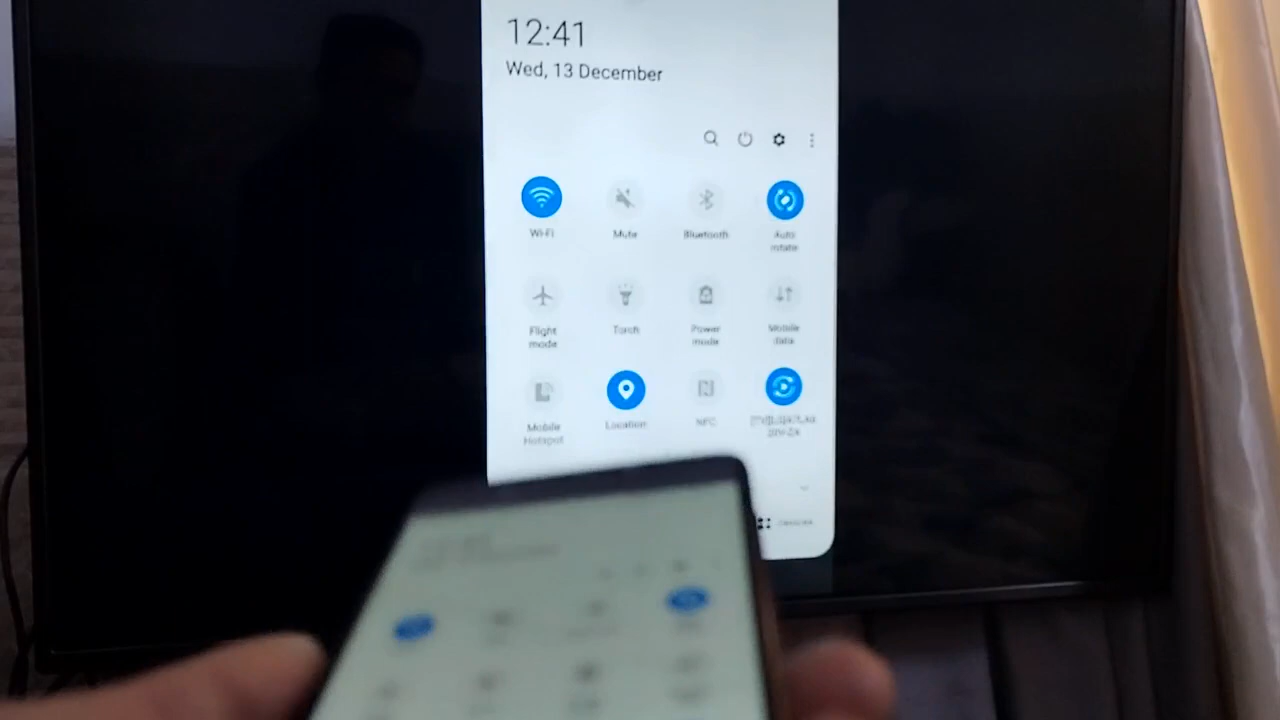 12:41
Wed, 13 December
Wi-Fi
Mute
Bluetooth
Auto
rotate
Flight
mode
Torch
Power
mode
Mobile
data
Mobile
Hotspot
Location
NFC